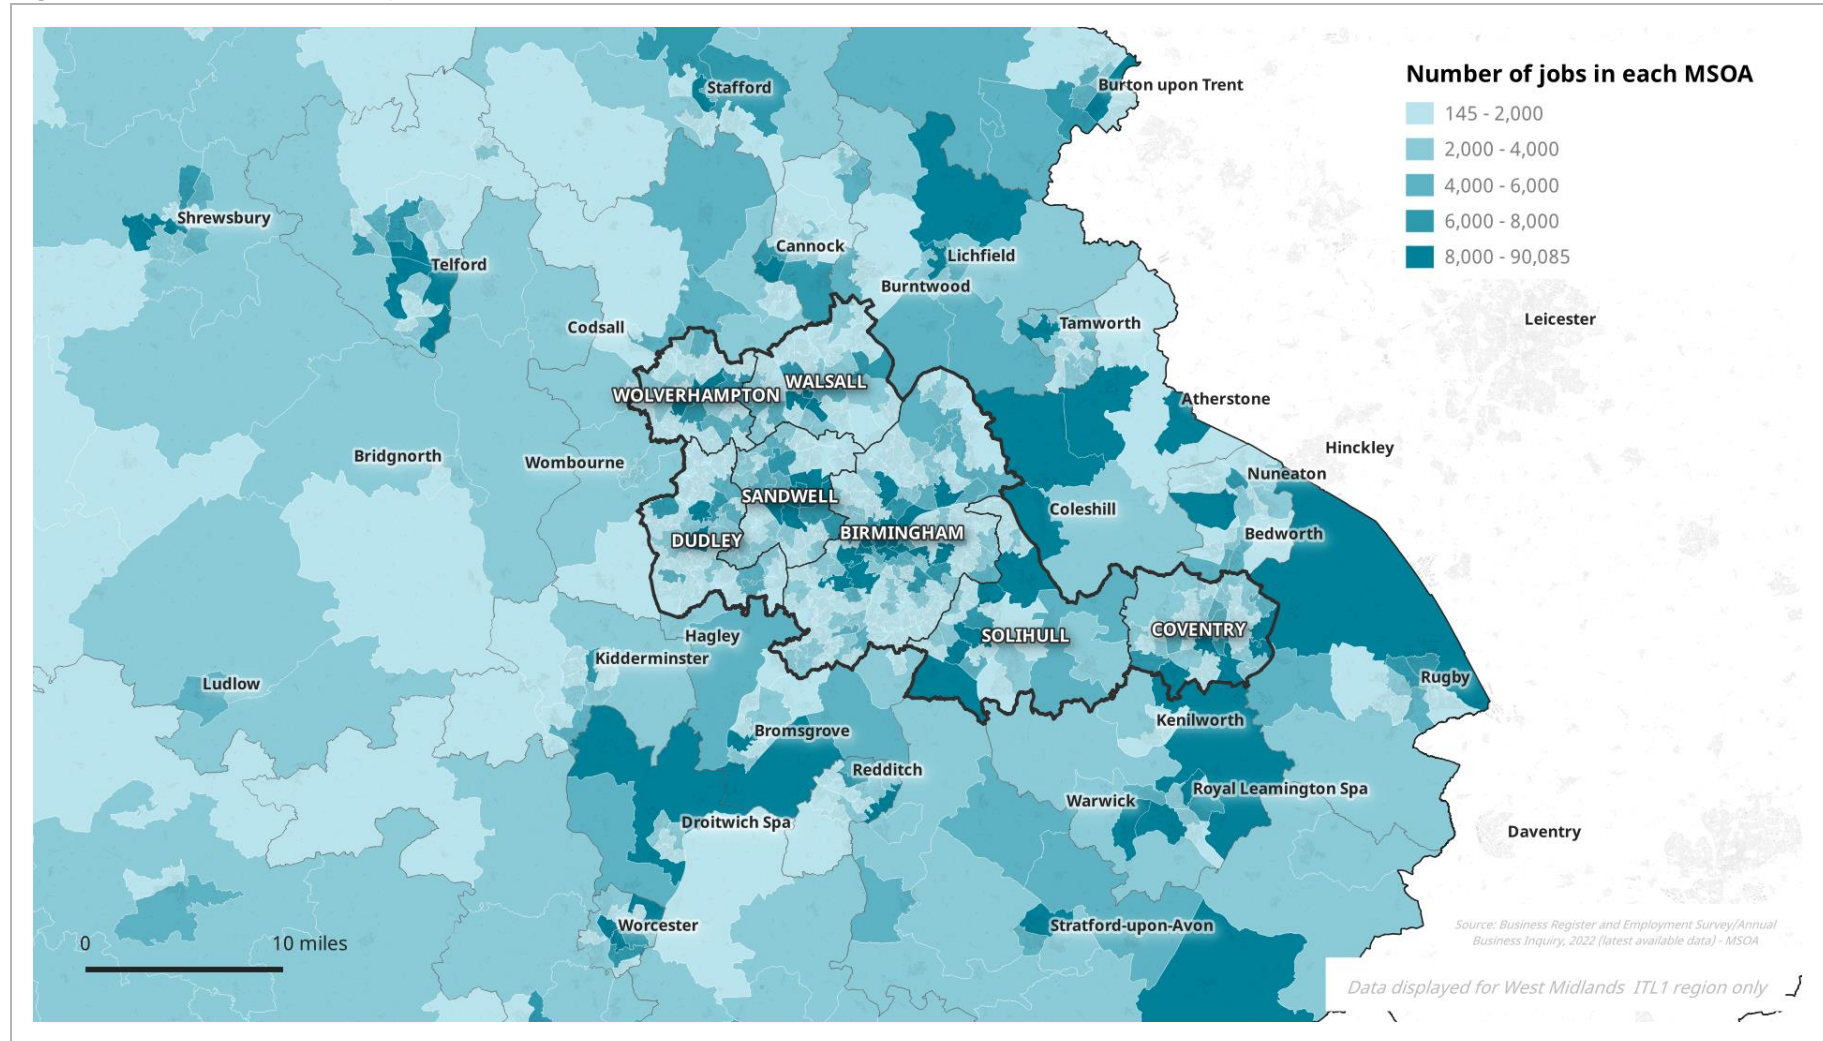 Number of jobs in each MSOA
145 - 2,000
2,000 - 4,000
4,000 - 6,000
6,000 - 8,000
8,000 - 90,085
Burton upon Trent
Stafford
Shrewsbury
Telford
Cannock
Lichfield
Burntwood
Codsall
Tamworth
Leicester
WOLVERHAMPTON
WALSALL
Atherstone
Hinckley
Bridgnorth
Wombourne
Nuneaton
SANDWELL
Coleshill
DUDLEY
BIRMINGHAM
Bedworth
Hagley
SOLIHULL
COVENTRY
Kidderminster
Ludlow
Rugby
Bromsgrove
Kenilworth
Redditch
Warwick
Royal Leamington Spa
Droitwich Spa
Daventry
Worcester
Stratford-upon-Avon
0
10 miles
Source: Business Register and Employment Survey/Annual
Business Inquiry, 2022 (latest available data) - MSOA
Data displayed for West Midlands ITL1 region only